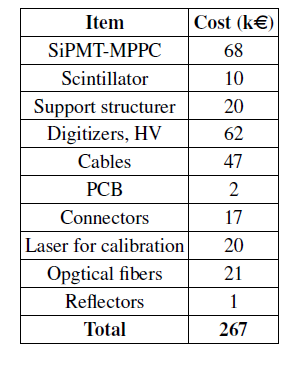 Item Cost (k€)
SiPMT-MPPC 68
Scintillator 10
Support structurer 20
Digitizers, HV 62
Cables 47
PCB 2
Connectors 17
Laser for calibration 20
Opgtical fibers 21
Reflectors 1
Total 267